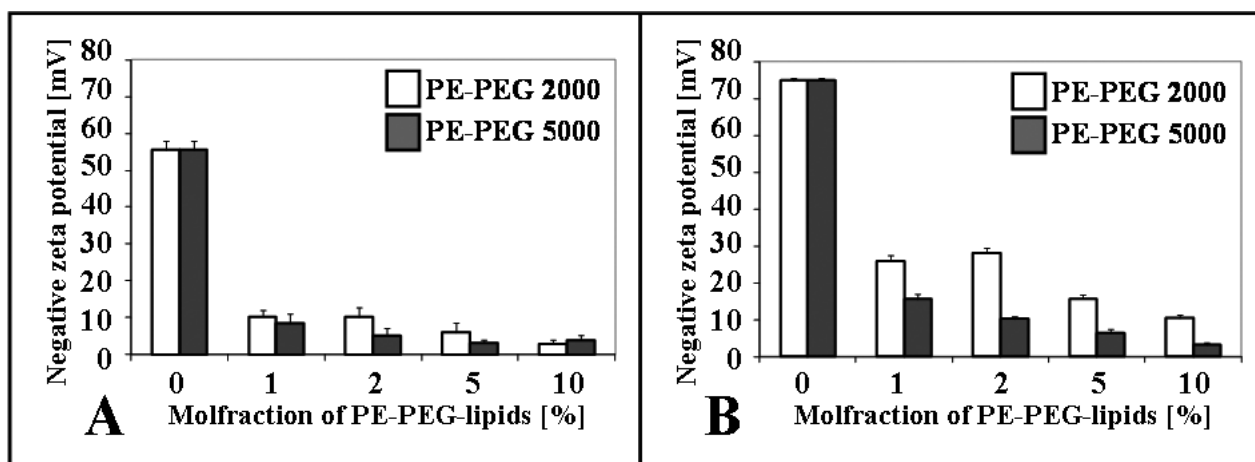 Negative zeta potential [mV]
80
70
60
50
40
30
20
10
0
PE-PEG 2000
PE-PEG 5000
0 1 2 5 10
Molfraction of PE-PEG-lipids [%]
A
Negative zeta potential [mV]
80
70
60
50
40
30
20
10
0
PE-PEG 2000
PE-PEG 5000
0 1 2 5 10
Molfraction of PE-PEG-lipids [%]
B